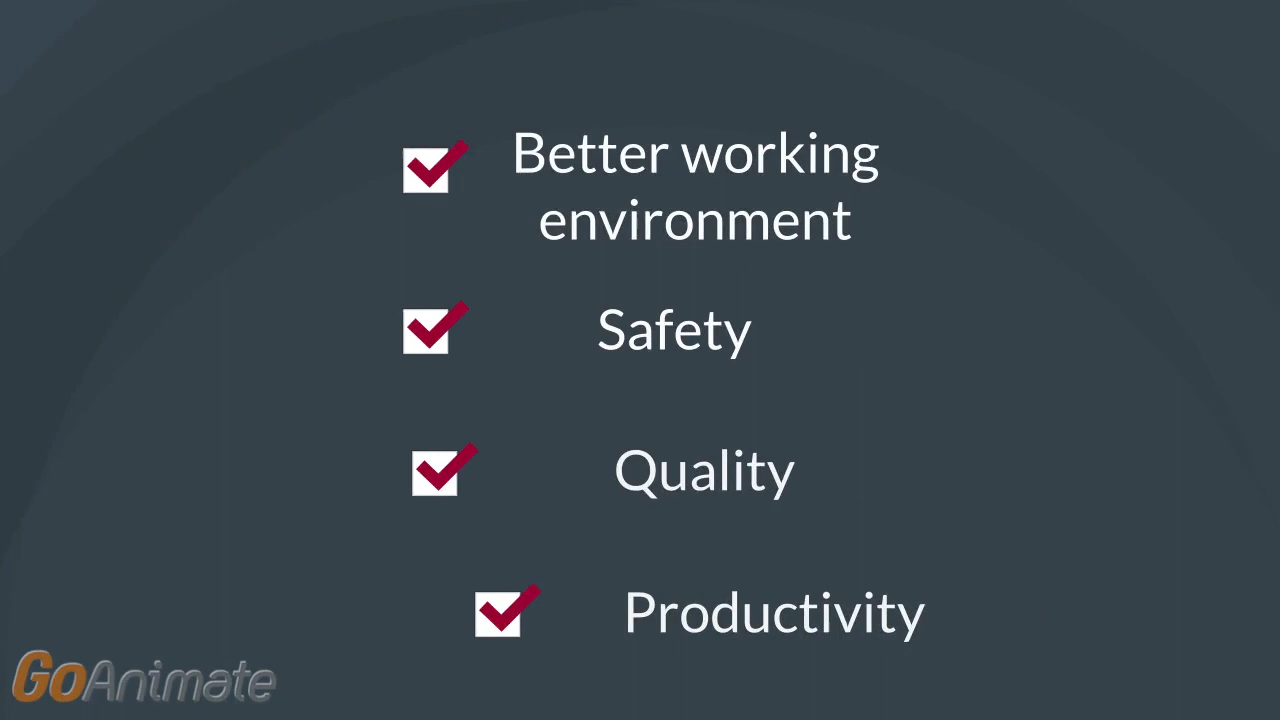 Better working
environment
Safety
Quality
Productivity
GoAnimate